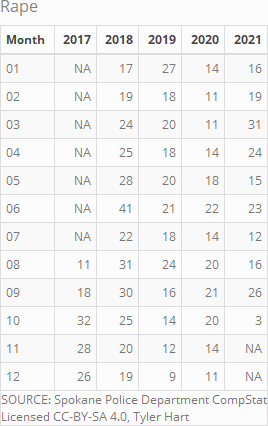 Rape
Month 2017 2018 2019 2020 2021
01 NA 17 27 14 16
02 NA 19 18 11 19
03 NA 24 20 11 31
04 NA 25 18 14 24
05 NA 28 20 18 15
06 NA 41 21 22 23
07 NA 22 18 14 12
08 11 31 24 20 16
09 18 30 16 21 26
10 32 25 14 20 3
11 28 20 12 14 NA
12 26 19 9 11 NA
SOURCE: Spokane Police Department CompStat
Licensed CC-BY-SA 4.0, Tyler Hart